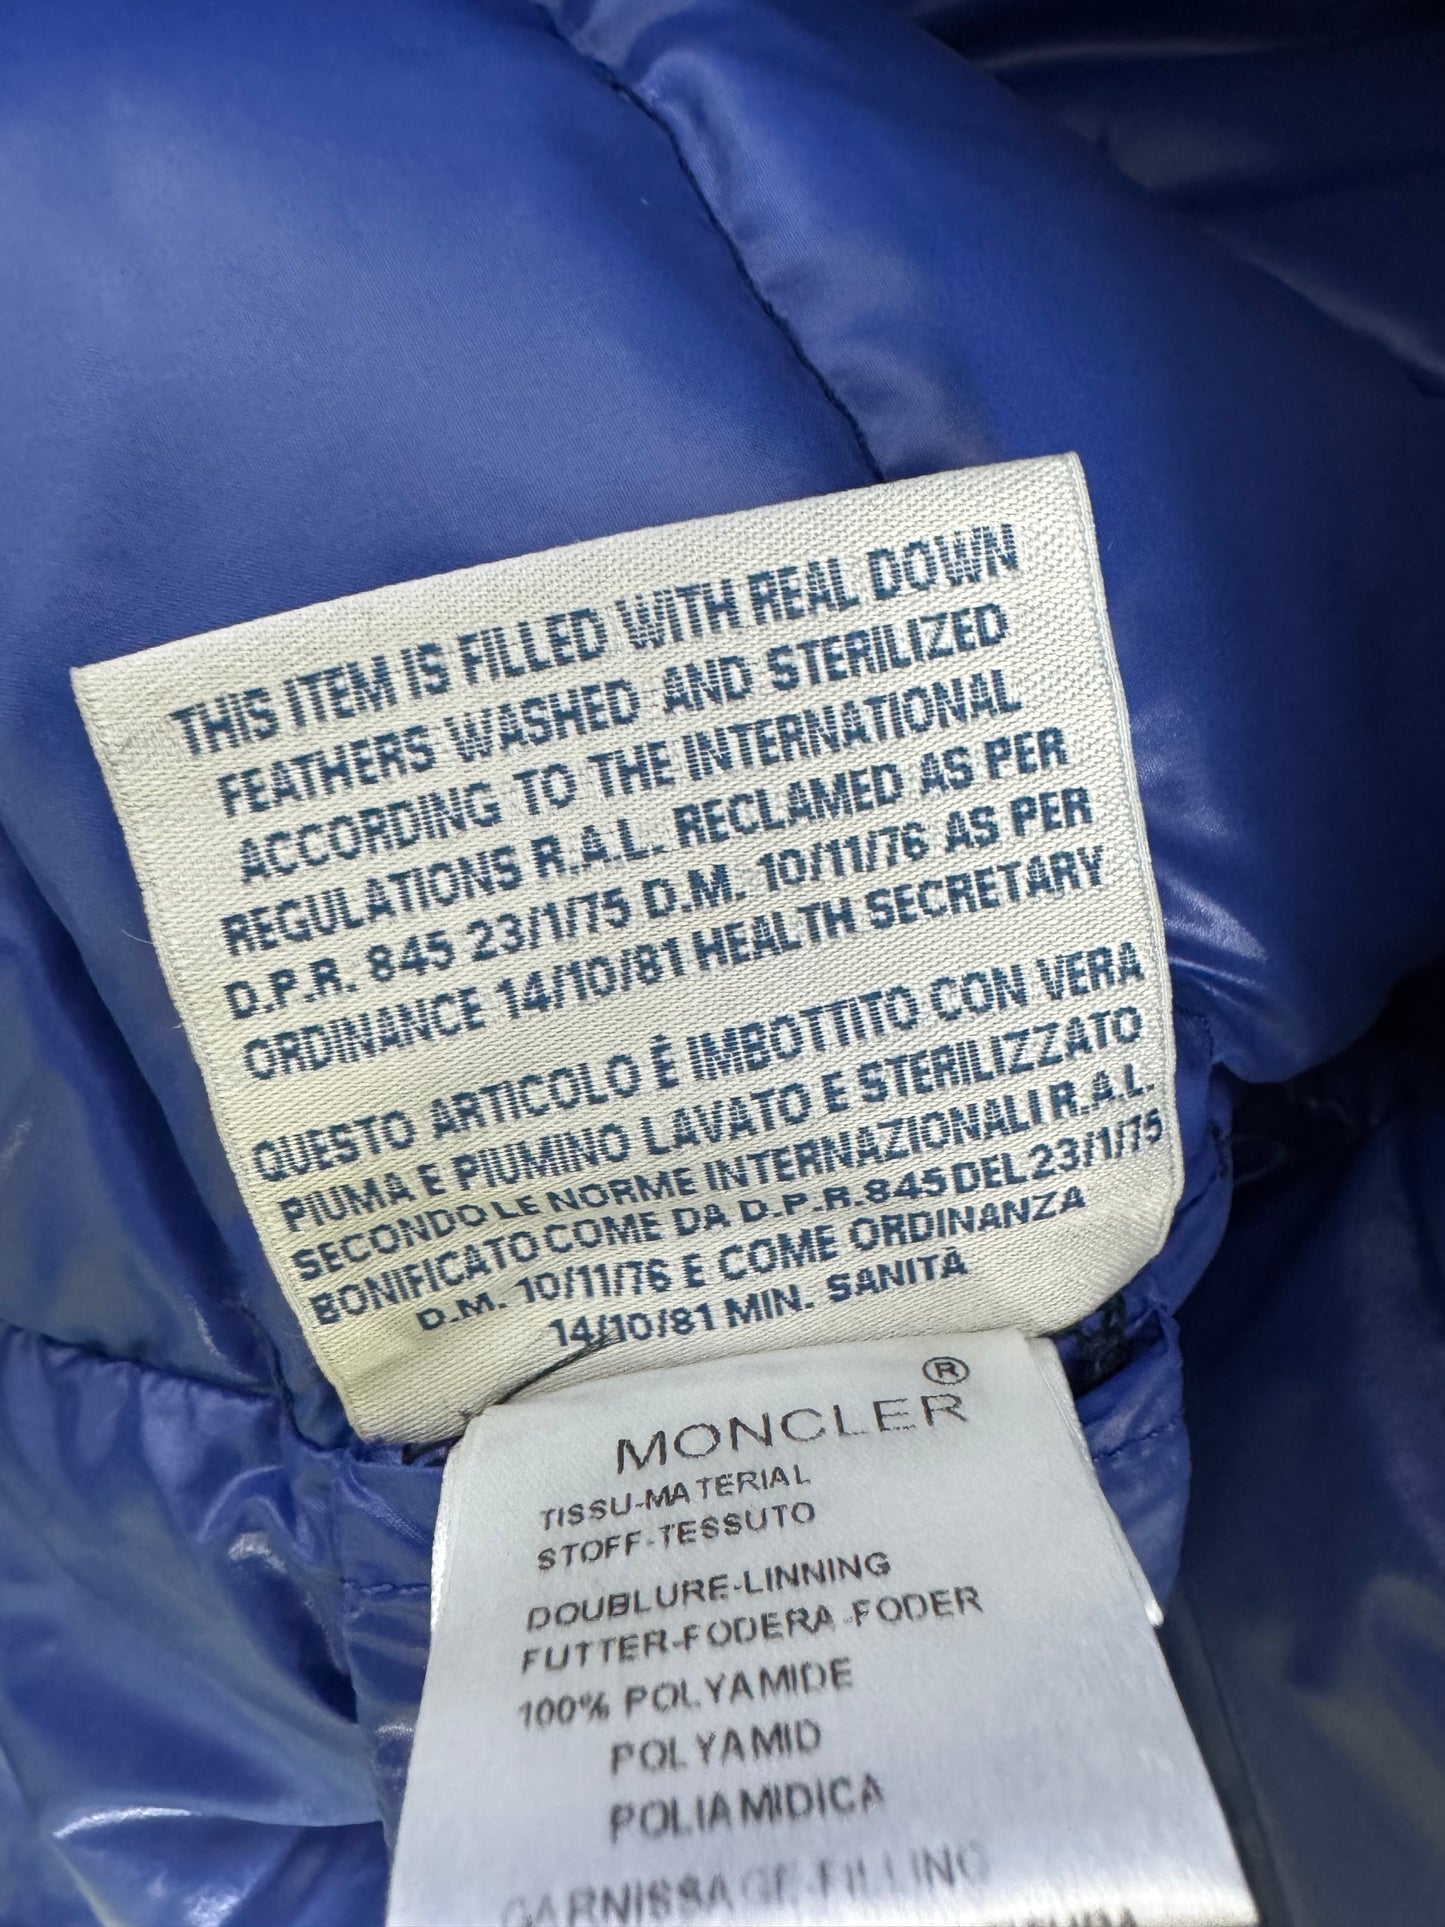 THIS ITEM IS FILLED WITH REAL DOWN
FEATHERS WASHED AND STERILIZED
ACCORDING TO THE INTERNATIONAL
REGULATIONS R.A.L. RECLAMED AS PER
D.P.R. 845 23/1/75 D.M. 10/11/76 AS PER
ORDINANCE 14/10/81 HEALTH SECRETARY
QUESTO ARTICOLO È IMBOTTITO CON VERA
PIUMA E PIUMINO LAVATO E STERILIZZATO
SECONDO LE NORME INTERNAZIONALI R.A.L.
BONIFICATO COME DA D.P.R. 845 DEL 23/1/75
D.M. 10/11/76 E COME ORDINANZA
14/10/81 MIN. SANITÀ
MONCLER®
TISSU-MATERIAL
STOFF-TESSUTO
DOUBLURE-LINNING
FUTTER-FODERA-FODER
100% POLYAMIDE
POLYAMID
POLIAMIDICA
GARNISSAGE-FILLING